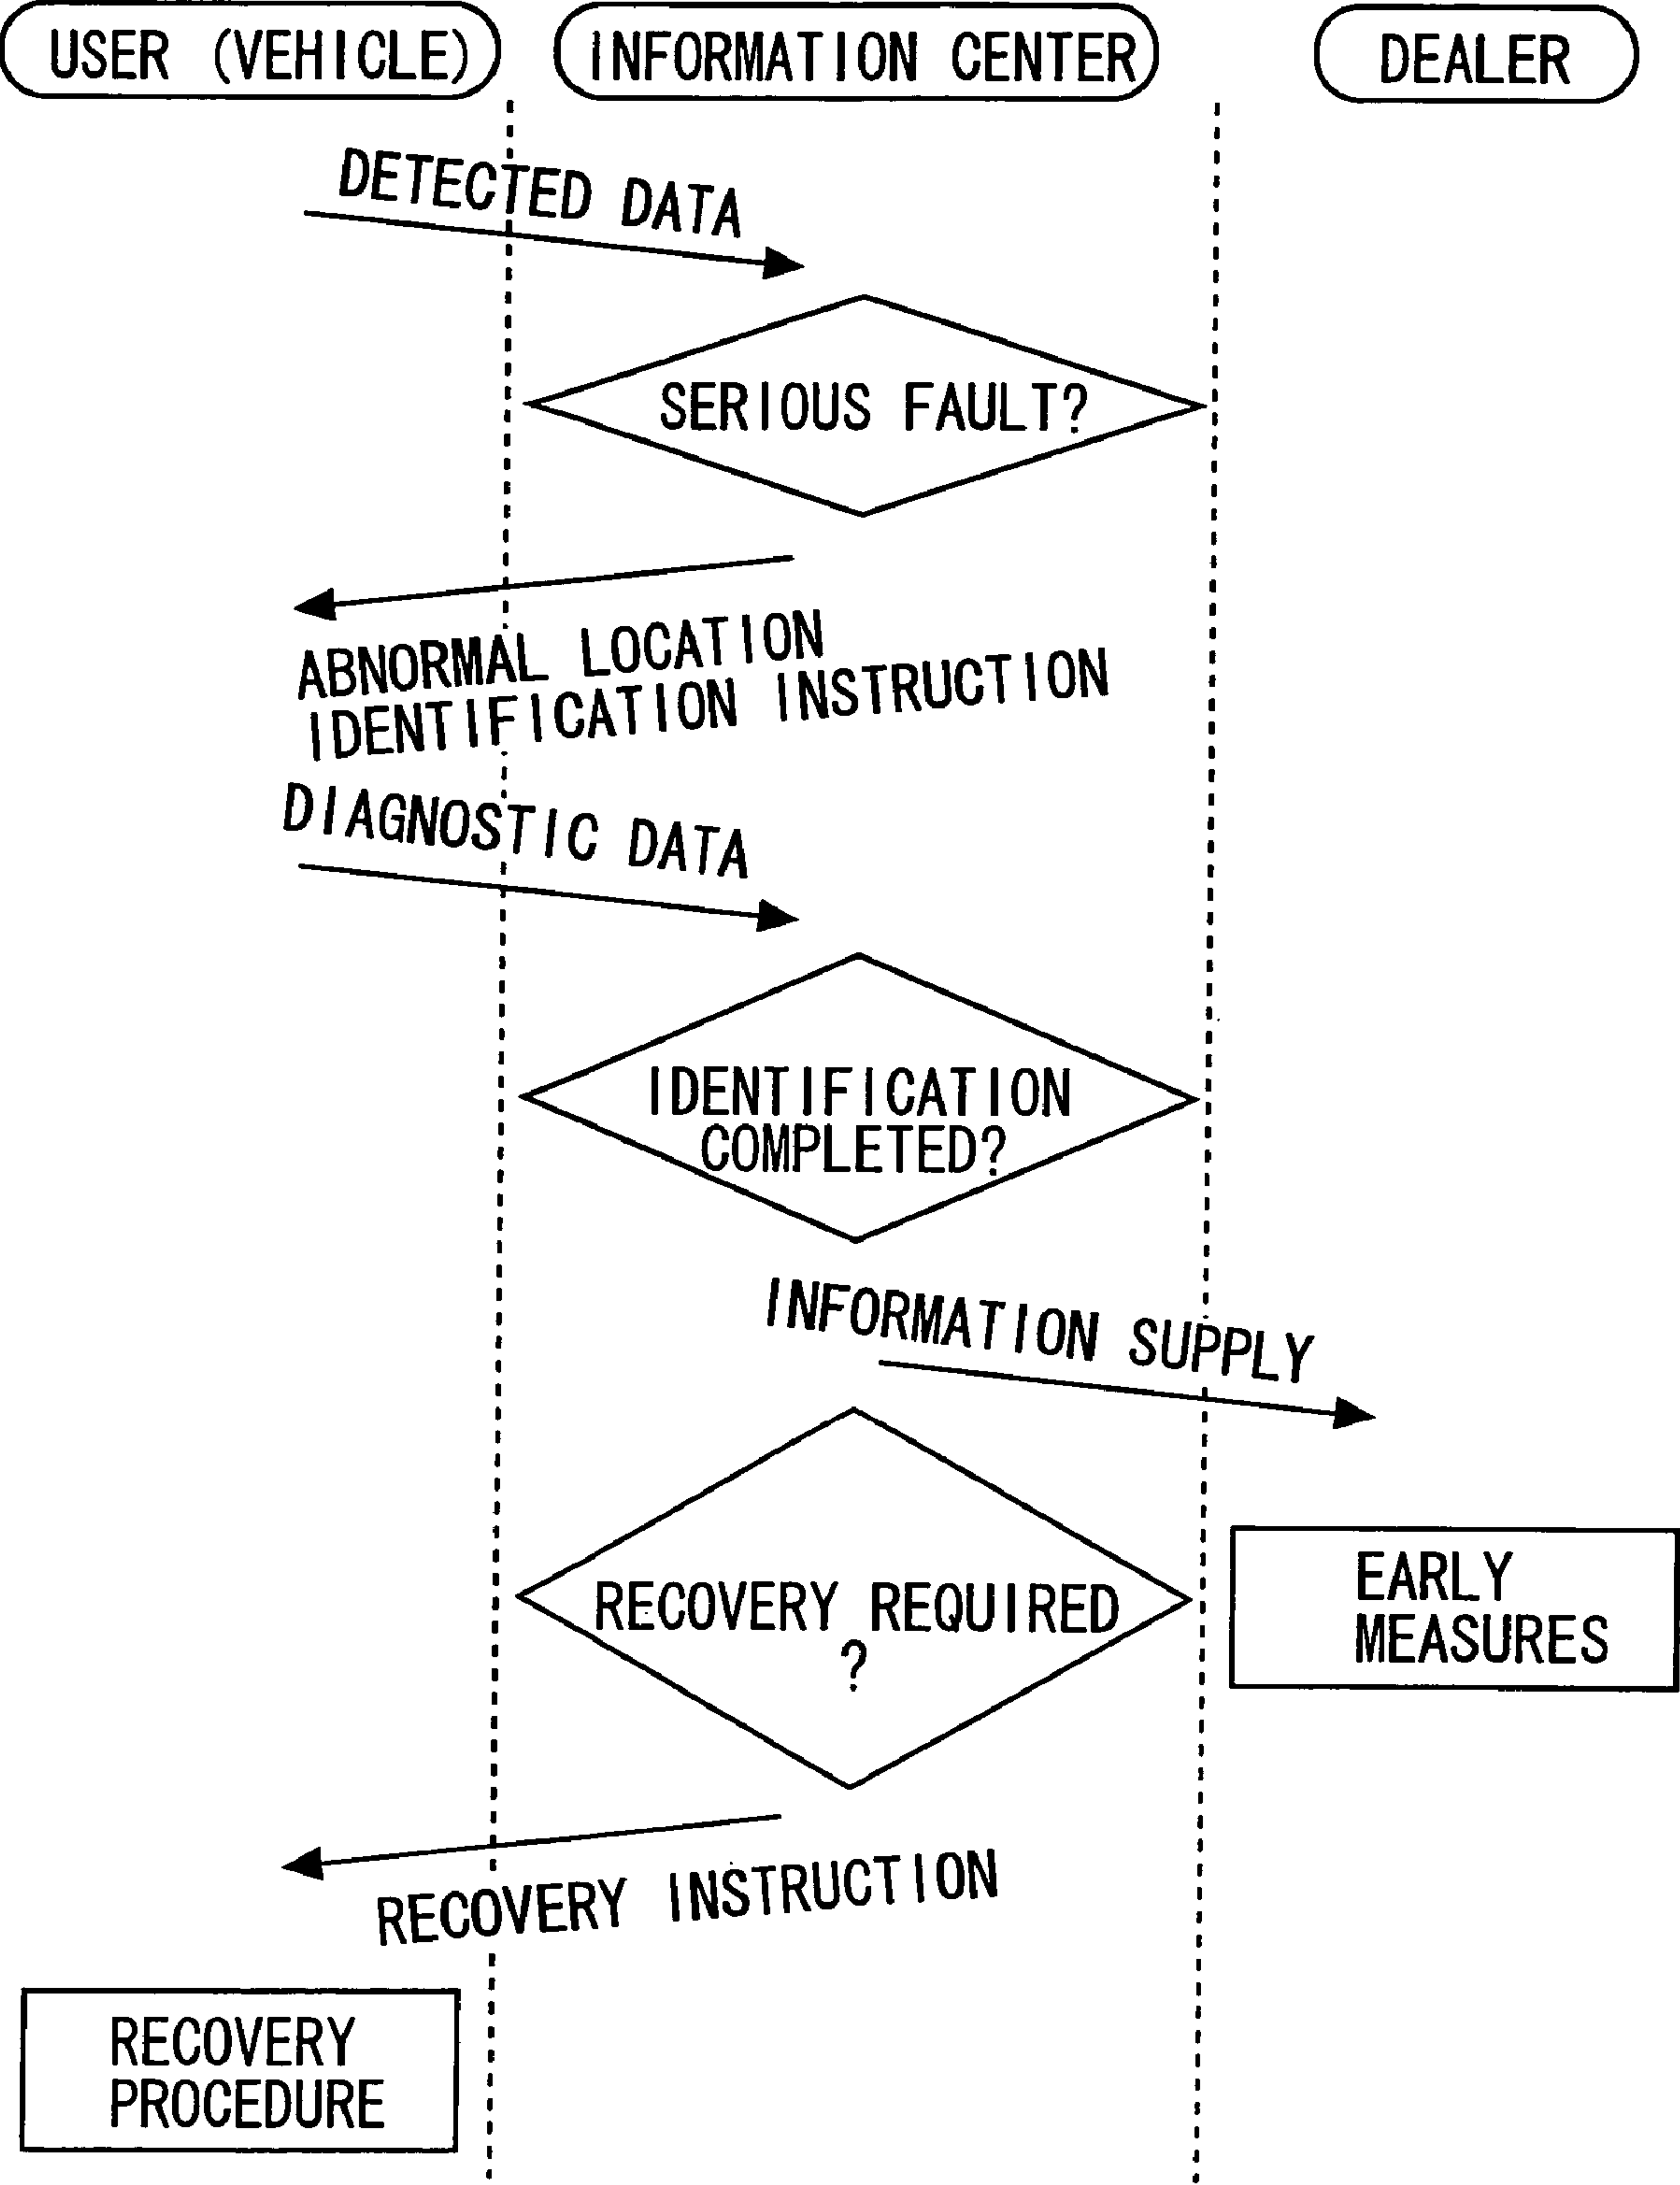 USER (VEHICLE)
INFORMATION CENTER
DEALER
DETECTED DATA
SERIOUS FAULT?
ABNORMAL LOCATION
IDENTIFICATION INSTRUCTION
DIAGNOSTIC DATA
IDENTIFICATION
COMPLETED?
INFORMATION SUPPLY
RECOVERY REQUIRED
?
EARLY
MEASURES
RECOVERY INSTRUCTION
RECOVERY
PROCEDURE